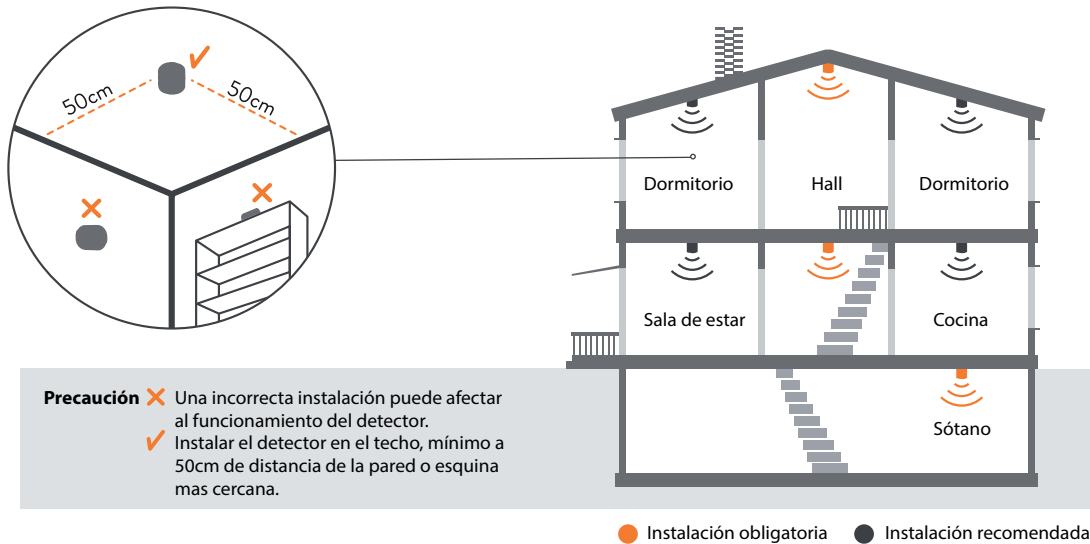 50cm
50cm
Dormitorio
Hall
Dormitorio
Sala de estar
Cocina
Sótano
Precaución Una incorrecta instalación puede afectar
al funcionamiento del detector.
Instalar el detector en el techo, mínimo a
50cm de distancia de la pared o esquina
mas cercana.
Instalación obligatoria
Instalación recomendada